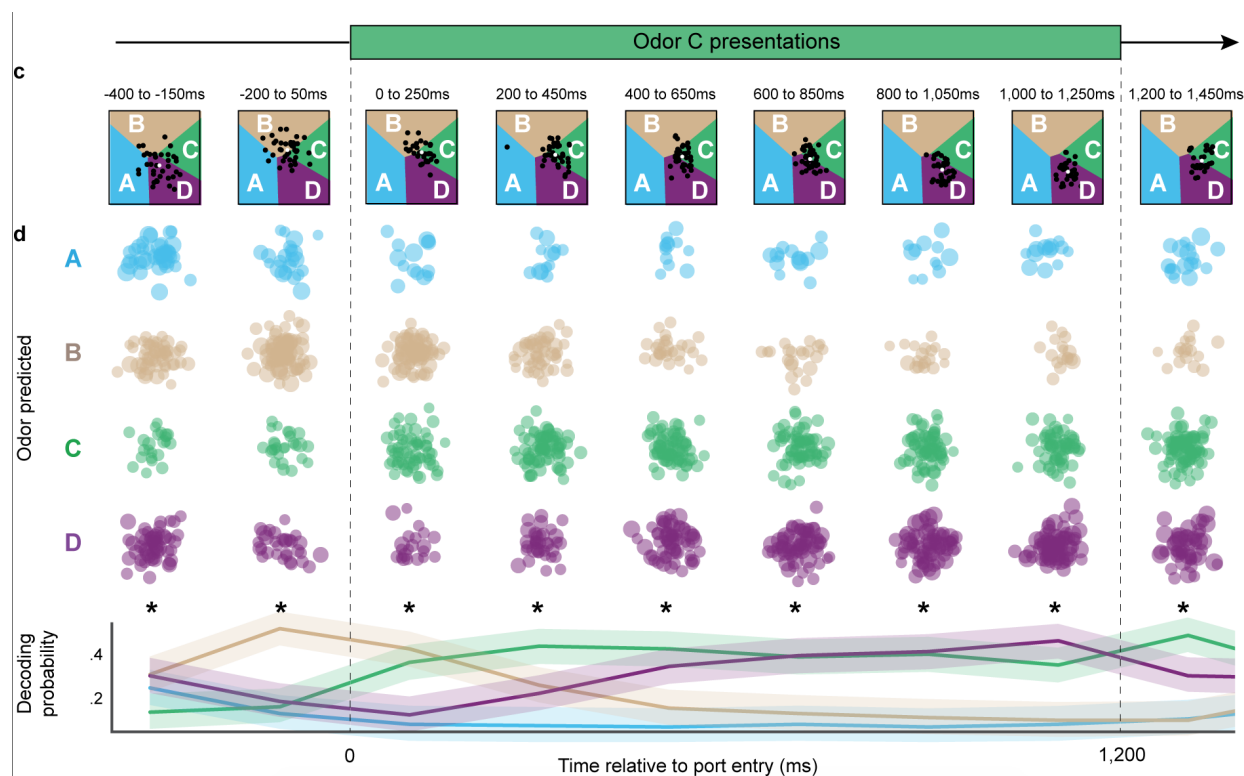 Odor C presentations
c
-400 to -150ms -200 to 50ms 0 to 250ms 200 to 450ms 400 to 650ms 600 to 850ms 800 to 1,050ms 1,000 to 1,250ms 1,200 to 1,450ms
B B B B B B B B B
C C C C C C C C C
A A A A A A A A A
D D D D D D D D D
d
Odor predicted
A
B
C
D
* * * * * * * * *
Decoding
probability
.4
.2
0 1,200
Time relative to port entry (ms)